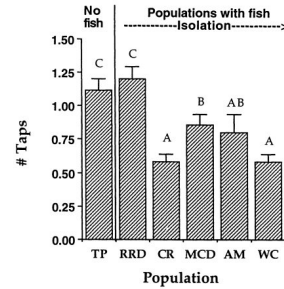 No fish
Populations with fish
Isolation
1.50
1.25
1.00
0.75
0.50
0.25
0.00
# Taps
C
C
A
B
AB
A
TP RRD CR MCD AM WC
Population